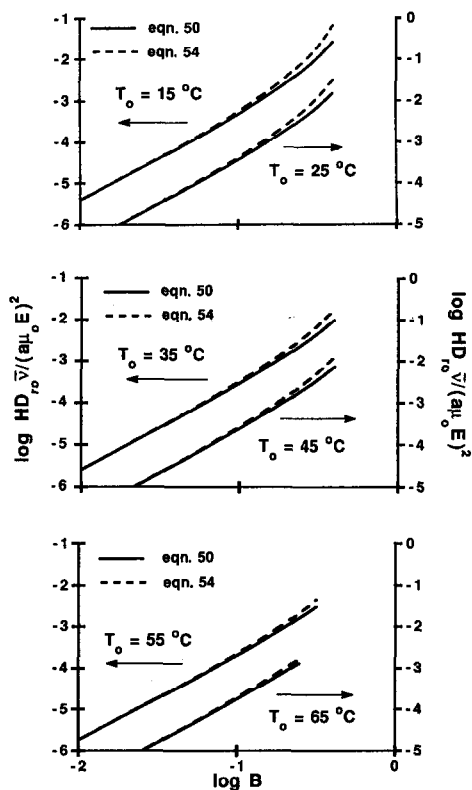 -1
-2
-3
-4
-5
-6
eqn. 50
eqn. 54
T_o = 15 °C
T_o = 25 °C
0
-1
-2
-3
-4
-5
-1
-2
-3
-4
-5
-6
eqn. 50
eqn. 54
T_o = 35 °C
T_o = 45 °C
0
-1
-2
-3
-4
-5
log HD_ro ν̄/(aμ_o E)²
log HD_ro ν̄/(aμ_o E)²
-1
-2
-3
-4
-5
-6
eqn. 50
eqn. 54
T_o = 55 °C
T_o = 65 °C
0
-1
-2
-3
-4
-5
-2
-1
0
log B